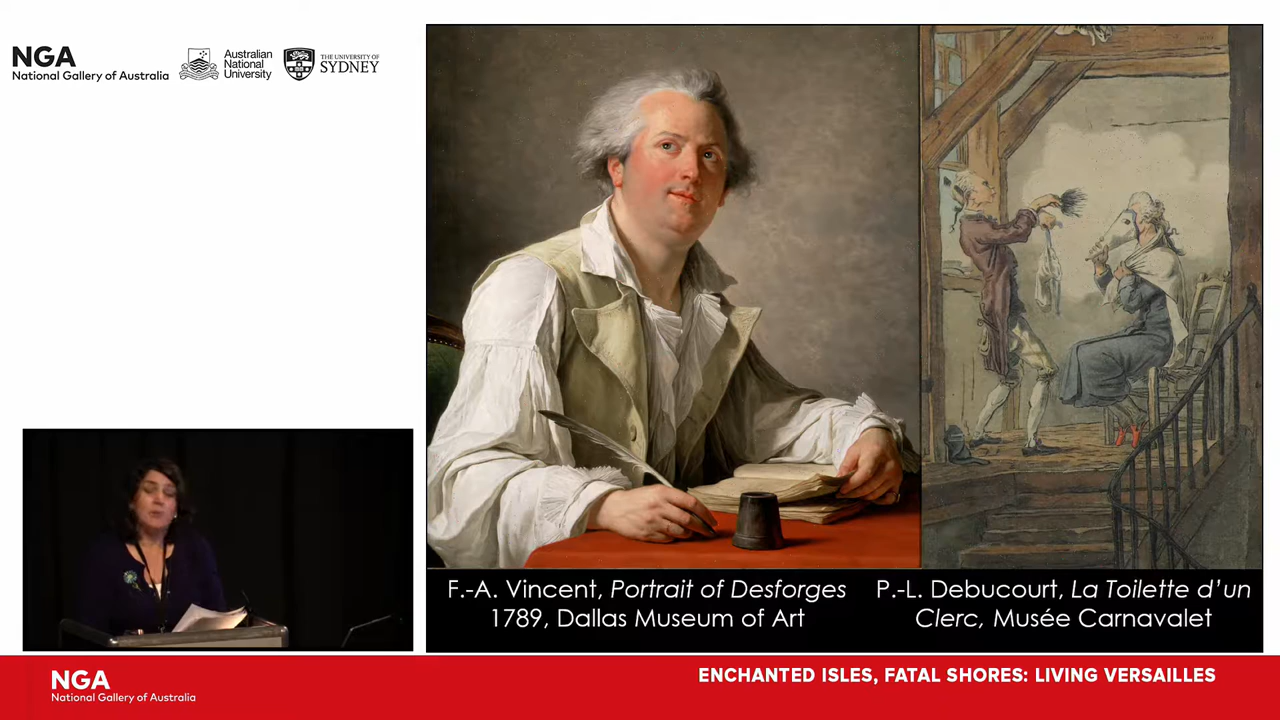 NGA
National Gallery of Australia
Australian
National
University
THE UNIVERSITY OF
SYDNEY
F.-A. Vincent, Portrait of Desforges
1789, Dallas Museum of Art
P.-L. Debucourt, La Toilette d'un
Clerc, Musée Carnavalet
NGA
National Gallery of Australia
ENCHANTED ISLES, FATAL SHORES: LIVING VERSAILLES